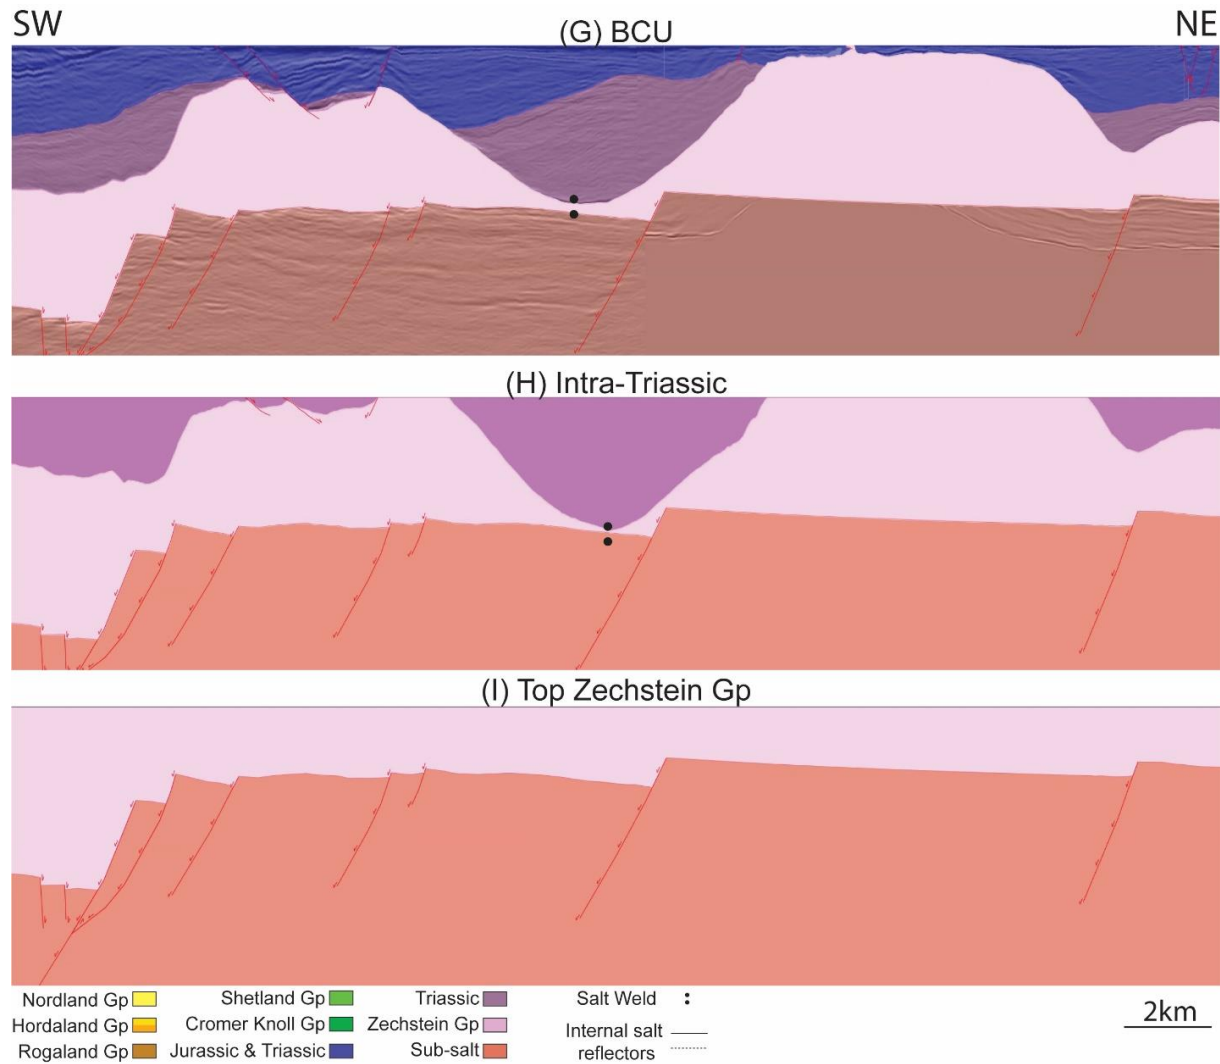 SW
(G) BCU
NE
(H) Intra-Triassic
(I) Top Zechstein Gp
Nordland Gp
Shetland Gp
Triassic
Salt Weld
Hordaland Gp
Cromer Knoll Gp
Zechstein Gp
Internal salt
reflectors
Rogaland Gp
Jurassic & Triassic
Sub-salt
2km